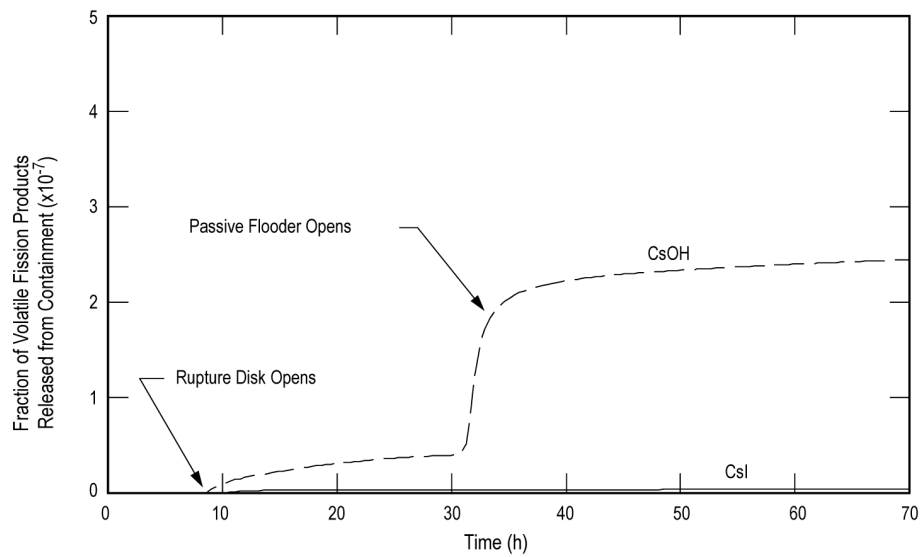 Fraction of Volatile Fission Products
Released from Containment (x10-7)
5
4
3
2
1
0
Passive Flooder Opens
CsOH
Rupture Disk Opens
CsI
0 10 20 30 40 50 60 70
Time (h)